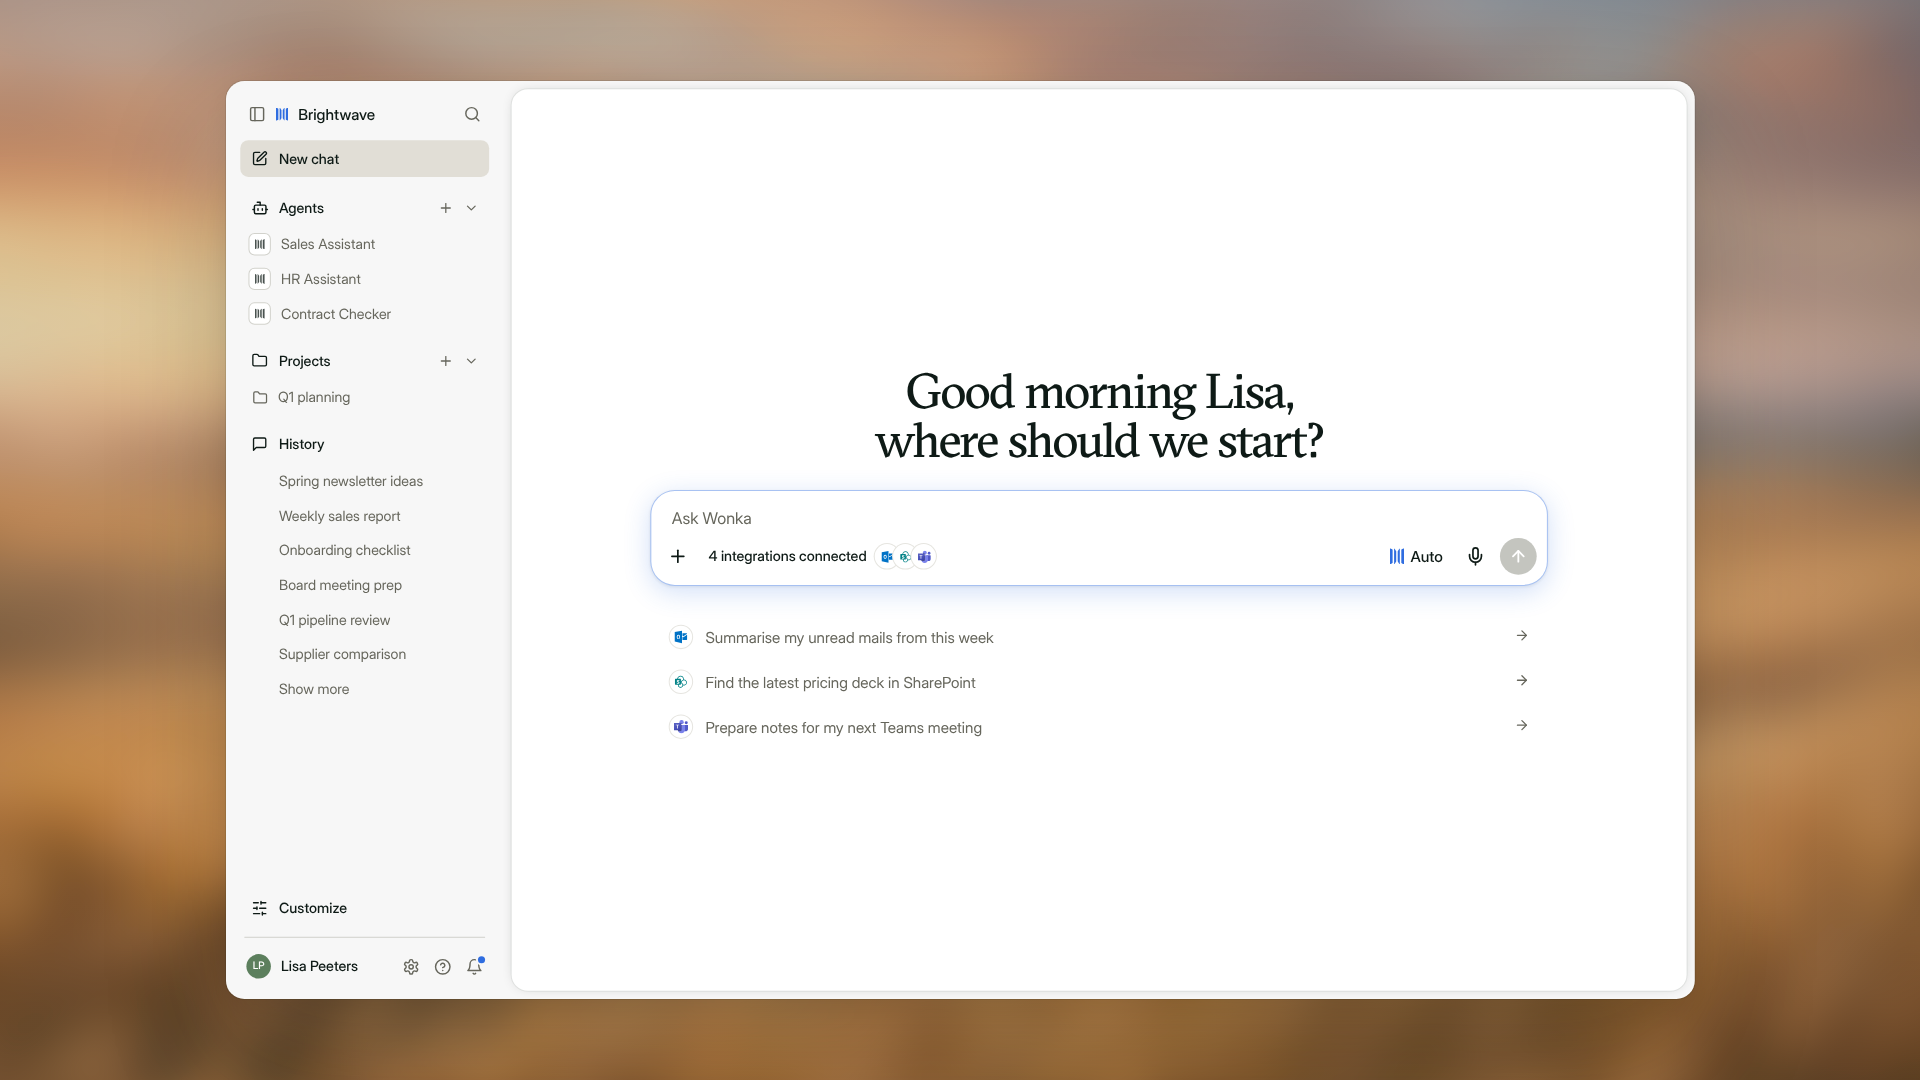 Brightwave
New chat
Agents
Sales Assistant
HR Assistant
Contract Checker
Projects
Q1 planning
History
Spring newsletter ideas
Weekly sales report
Onboarding checklist
Board meeting prep
Q1 pipeline review
Supplier comparison
Show more
Customize
LP Lisa Peeters
Good morning Lisa,
where should we start?
Ask Wonka
4 integrations connected
Auto
Summarise my unread mails from this week
Find the latest pricing deck in SharePoint
Prepare notes for my next Teams meeting